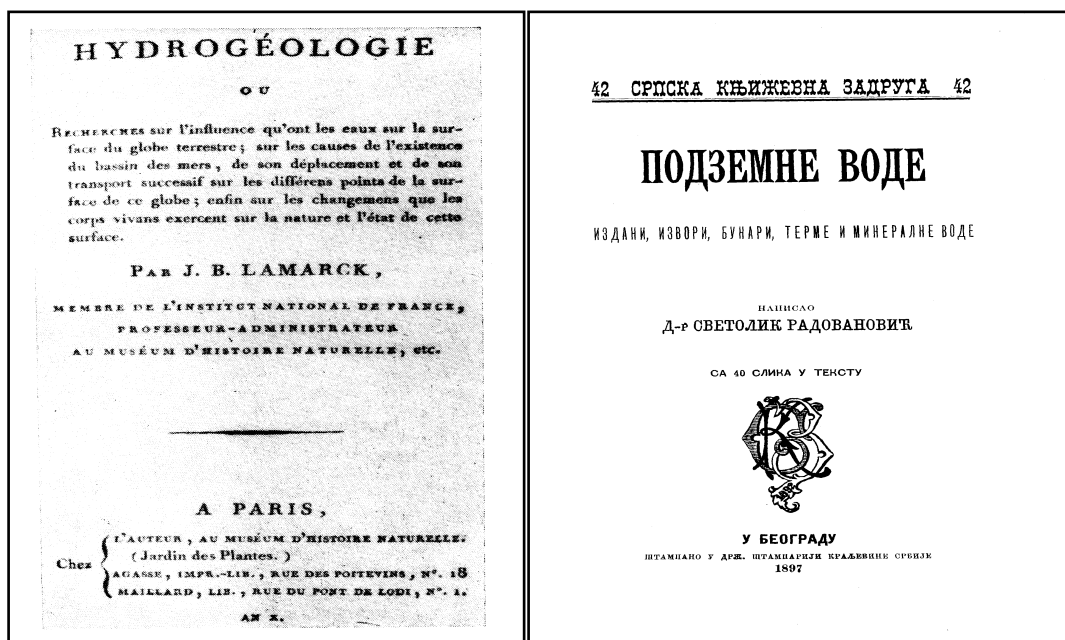 HYDROGÉOLOGIE
OU
RECHERCHES sur l'influence qu'ont les eaux sur la sur-
face du globe terrestre; sur les causes de l'existence
du bassin des mers, de son déplacement et de son
transport successif sur les différens points de la sur-
face de ce globe; enfin sur les changemens que les
corps vivans exercent sur la nature et l'état de cette
surface.
PAR J. B. LAMARCK,
MEMBRE DE L'INSTITUT NATIONAL DE FRANCE,
PROFESSEUR-ADMINISTRATEUR
AU MUSÉUM D'HISTOIRE NATURELLE, etc.
A PARIS,
Chez
L'AUTEUR, AU MUSÉUM D'HISTOIRE NATURELLE.
(Jardin des Plantes.)
AGASSE, IMPR.-LIB., RUE DES POITEVINS, N°. 18
MAILLARD, LIB., RUE DU PONT DE LODI, N°. 1.
AN X.
42 СРПСКА КЊИЖЕВНА ЗАДРУГА 42
ПОДЗЕМНЕ ВОДЕ
ИЗДАНИ, ИЗВОРИ, БУНАРИ, ТЕРМЕ И МИНЕРАЛНЕ ВОДЕ
НАПИСАО
Д-Р СВЕТОЛИК РАДОВАНОВИЋ
СА 40 СЛИКА У ТЕКСТУ
У БЕОГРАДУ
ШТАМПАНО У ДРЖ. ШТАМПАРИЈИ КРАЉЕВИНЕ СРБИЈЕ
1897